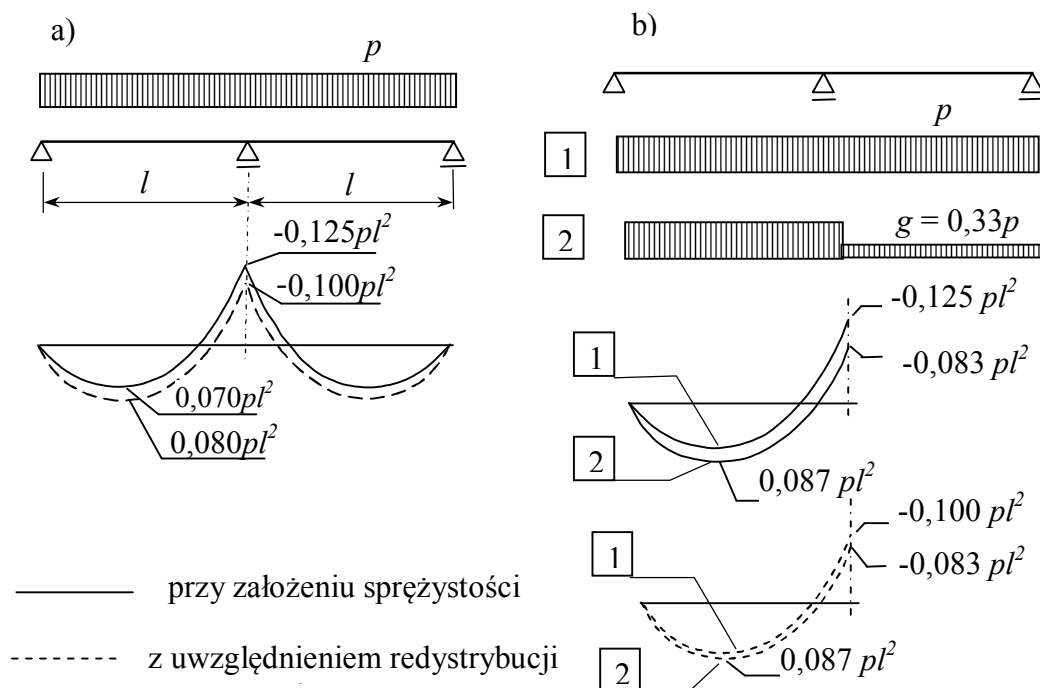 a)
p
l
l
-0,125pl²
-0,100pl²
0,070pl²
0,080pl²
b)
p
1
2
g = 0,33p
-0,125 pl²
1
-0,083 pl²
2
0,087 pl²
-0,100 pl²
1
-0,083 pl²
2
0,087 pl²
przy założeniu sprężystości
z uwzględnieniem redystrybucji